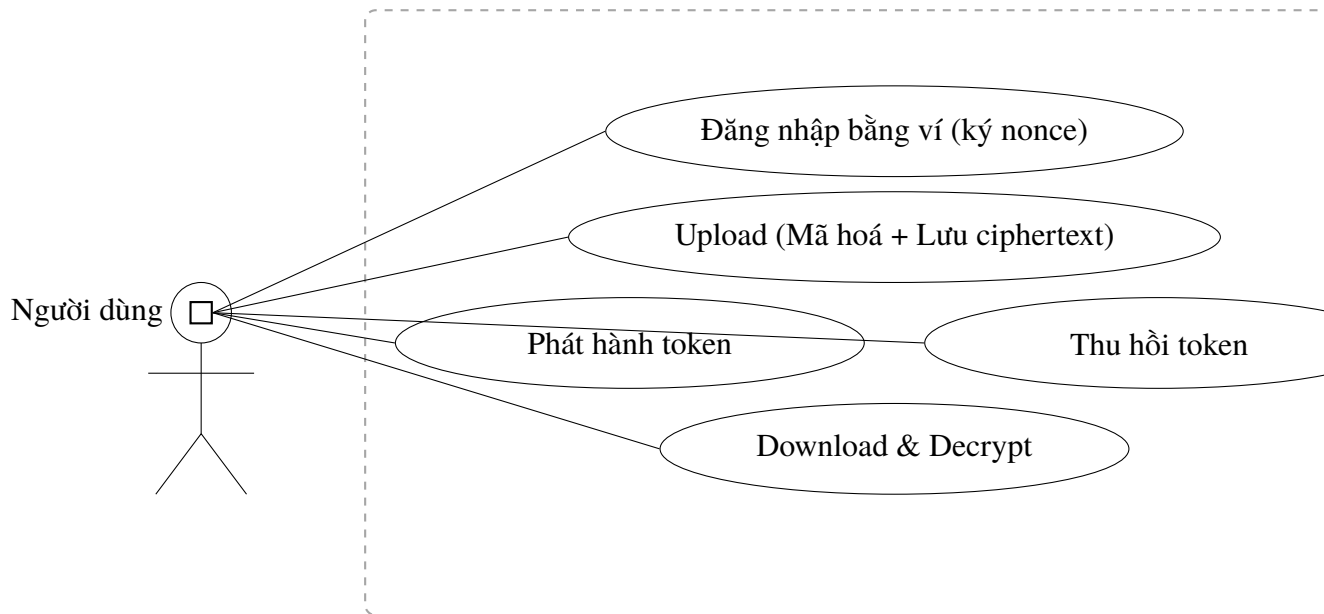 Đăng nhập bằng ví (ký nonce)
Upload (Mã hoá + Lưu ciphertext)
Người dùng
Phát hành token
Thu hồi token
Download & Decrypt